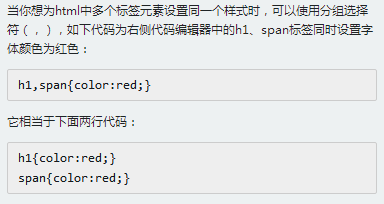 当你想为html中多个标签元素设置同一个样式时，可以使用分组选择
符（，），如下代码为右侧代码编辑器中的h1、span标签同时设置字
体颜色为红色：
h1,span{color:red;}
它相当于下面两行代码：
h1{color:red;}
span{color:red;}